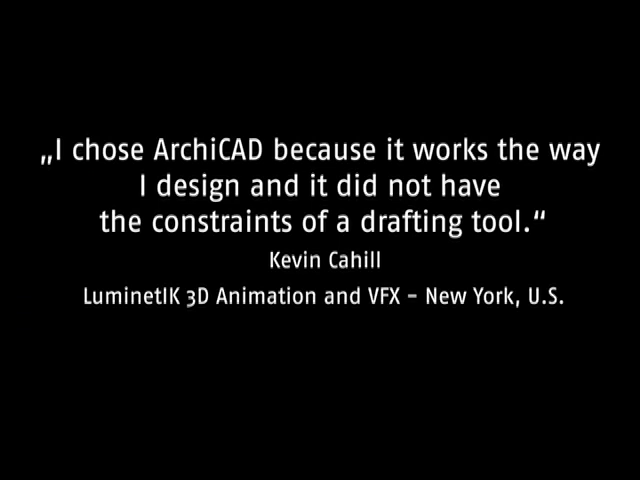 „I chose ArchiCAD because it works the way
I design and it did not have
the constraints of a drafting tool.“
Kevin Cahill
LuminetIK 3D Animation and VFX – New York, U.S.